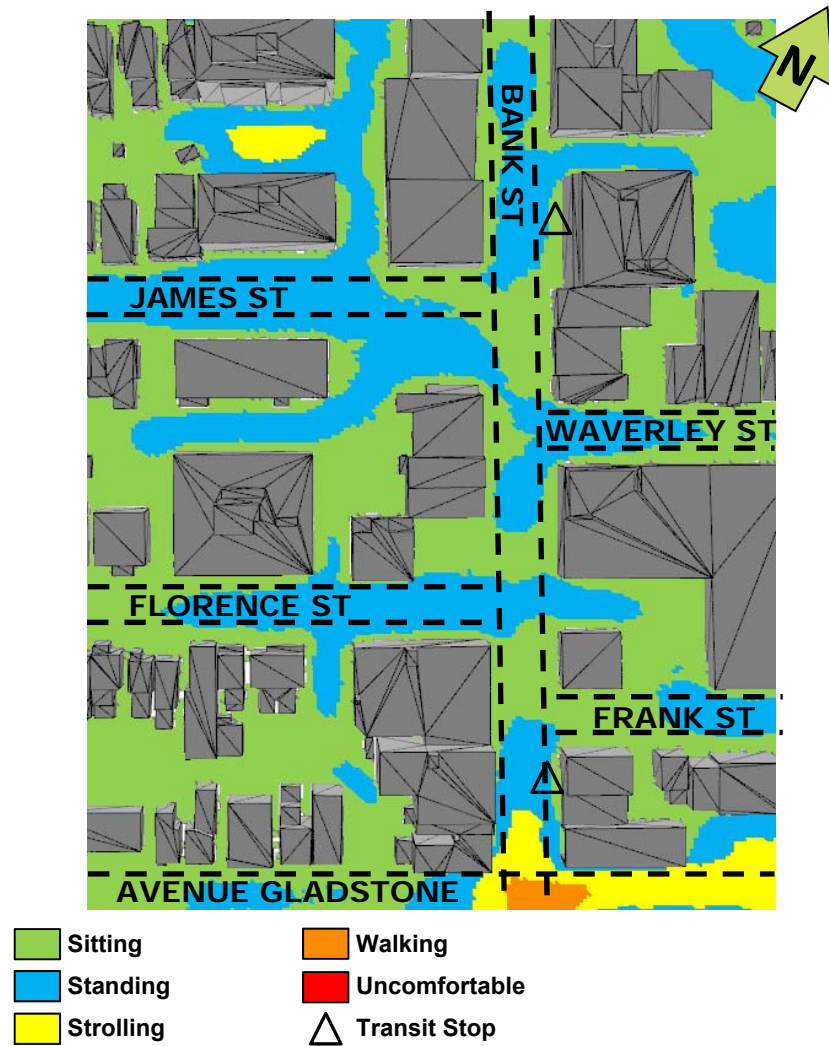 N
BANK ST
JAMES ST
WAVERLEY ST
FLORENCE ST
FRANK ST
AVENUE GLADSTONE
Sitting
Walking
Standing
Uncomfortable
Strolling
Transit Stop